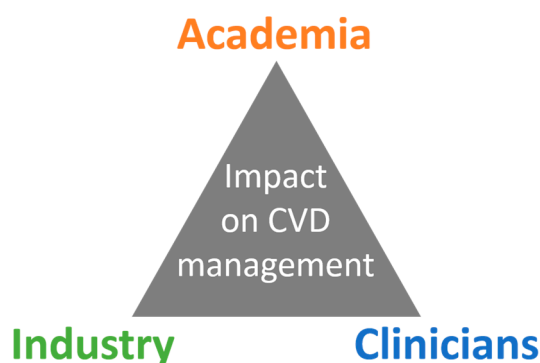 Academia
Impact
on CVD
management
Industry
Clinicians